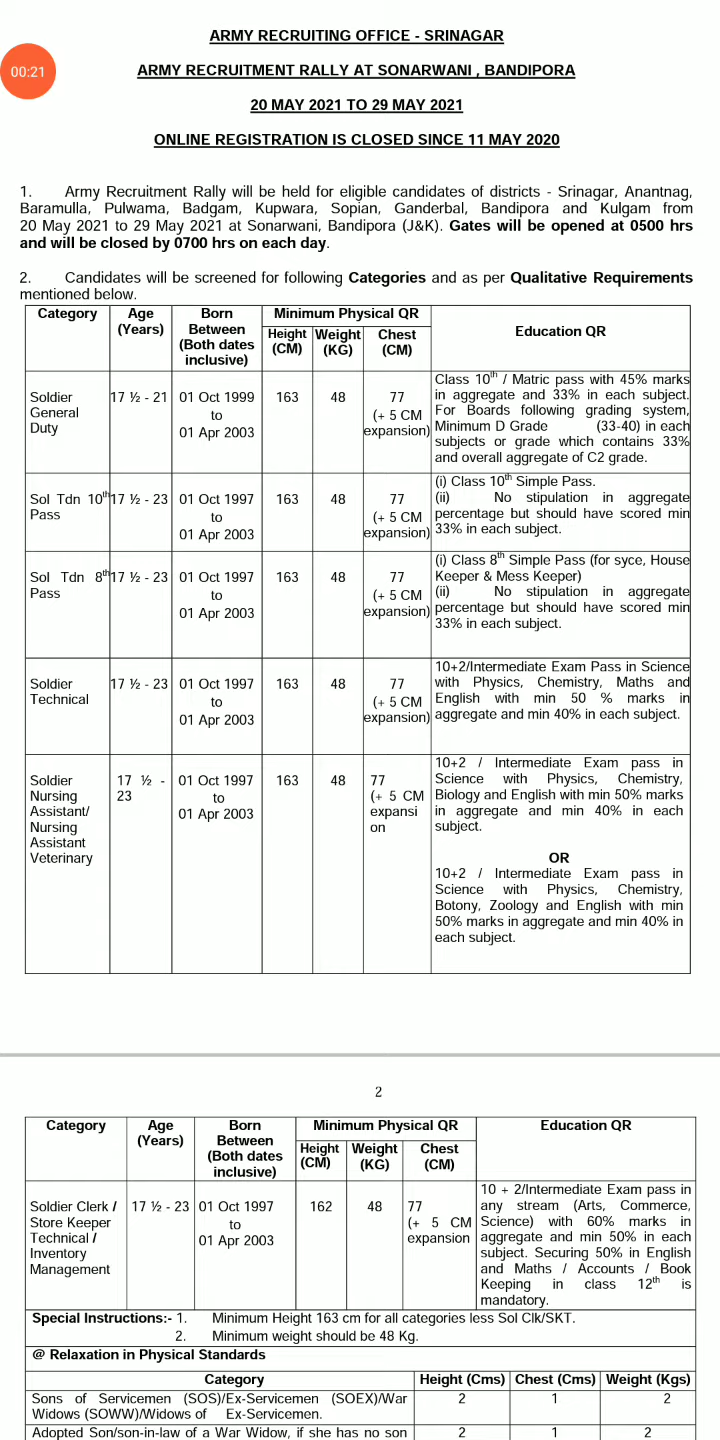 ARMY RECRUITING OFFICE - SRINAGAR
00:21
ARMY RECRUITMENT RALLY AT SONARWANI , BANDIPORA
20 MAY 2021 TO 29 MAY 2021
ONLINE REGISTRATION IS CLOSED SINCE 11 MAY 2020
1. Army Recruitment Rally will be held for eligible candidates of districts - Srinagar, Anantnag,
Baramulla, Pulwama, Badgam, Kupwara, Sopian, Ganderbal, Bandipora and Kulgam from
20 May 2021 to 29 May 2021 at Sonarwani, Bandipora (J&K). Gates will be opened at 0500 hrs
and will be closed by 0700 hrs on each day.
2. Candidates will be screened for following Categories and as per Qualitative Requirements
mentioned below.
Category
Age
(Years)
Born
Between
(Both dates
inclusive)
Minimum Physical QR
Height
(CM)
Weight
(KG)
Chest
(CM)
Education QR
Soldier
General
Duty
17 ½ - 21
01 Oct 1999
to
01 Apr 2003
163
48
77
(+ 5 CM
expansion)
Class 10th / Matric pass with 45% marks
in aggregate and 33% in each subject.
For Boards following grading system,
Minimum D Grade (33-40) in each
subjects or grade which contains 33%
and overall aggregate of C2 grade.
Sol Tdn 10th
Pass
17 ½ - 23
01 Oct 1997
to
01 Apr 2003
163
48
77
(+ 5 CM
expansion)
(i) Class 10th Simple Pass.
(ii) No stipulation in aggregate
percentage but should have scored min
33% in each subject.
Sol Tdn 8th
Pass
17 ½ - 23
01 Oct 1997
to
01 Apr 2003
163
48
77
(+ 5 CM
expansion)
(i) Class 8th Simple Pass (for syce, House
Keeper & Mess Keeper)
(ii) No stipulation in aggregate
percentage but should have scored min
33% in each subject.
Soldier
Technical
17 ½ - 23
01 Oct 1997
to
01 Apr 2003
163
48
77
(+ 5 CM
expansion)
10+2/Intermediate Exam Pass in Science
with Physics, Chemistry, Maths and
English with min 50 % marks in
aggregate and min 40% in each subject.
Soldier
Nursing
Assistant/
Nursing
Assistant
Veterinary
17 ½ -
23
01 Oct 1997
to
01 Apr 2003
163
48
77
(+ 5 CM
expansi
on
10+2 / Intermediate Exam pass in
Science with Physics, Chemistry,
Biology and English with min 50% marks
in aggregate and min 40% in each
subject.
OR
10+2 / Intermediate Exam pass in
Science with Physics, Chemistry,
Botony, Zoology and English with min
50% marks in aggregate and min 40% in
each subject.
2
Category
Age
(Years)
Born
Between
(Both dates
inclusive)
Minimum Physical QR
Height
(CM)
Weight
(KG)
Chest
(CM)
Education QR
Soldier Clerk /
Store Keeper
Technical /
Inventory
Management
17 ½ - 23
01 Oct 1997
to
01 Apr 2003
162
48
77
(+ 5 CM
expansion
10 + 2/Intermediate Exam pass in
any stream (Arts, Commerce,
Science) with 60% marks in
aggregate and min 50% in each
subject. Securing 50% in English
and Maths / Accounts / Book
Keeping in class 12th is
mandatory.
Special Instructions:- 1. Minimum Height 163 cm for all categories less Sol Clk/SKT.
2. Minimum weight should be 48 Kg.
@ Relaxation in Physical Standards
Category Height (Cms) Chest (Cms) Weight (Kgs)
Sons of Servicemen (SOS)/Ex-Servicemen (SOEX)/War
Widows (SOWW)/Widows of Ex-Servicemen.
2 1 2
Adopted Son/son-in-law of a War Widow, if she has no son 2 1 2